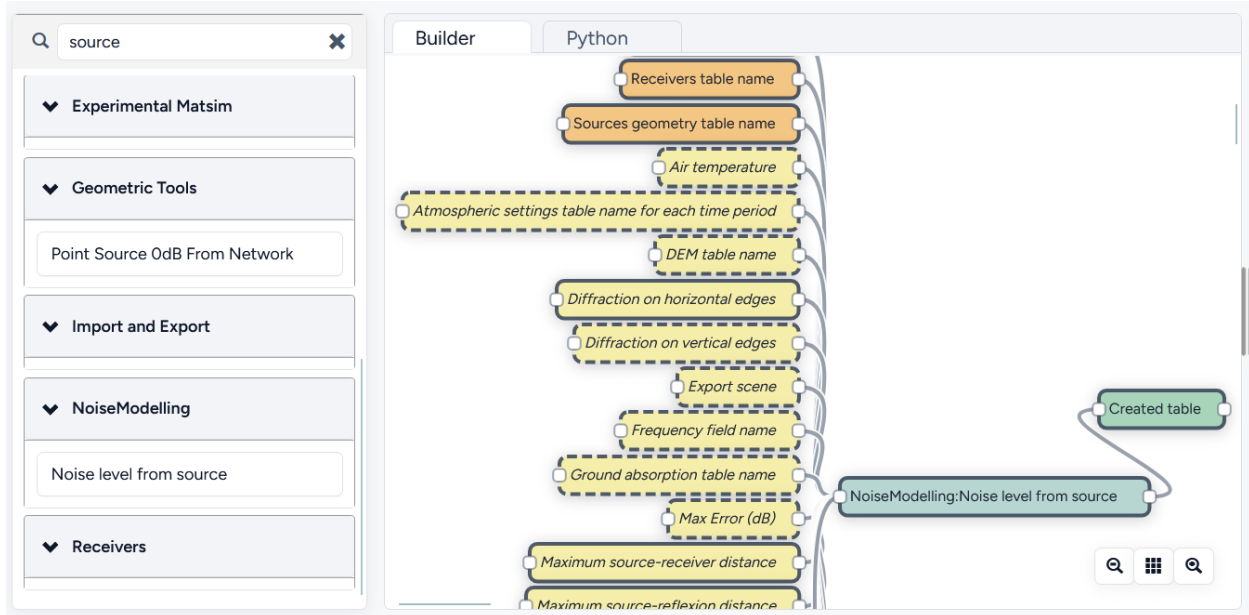 source
Experimental Matsim
Geometric Tools
Point Source 0dB From Network
Import and Export
NoiseModelling
Noise level from source
Receivers
Builder
Python
Receivers table name
Sources geometry table name
Air temperature
Atmospheric settings table name for each time period
DEM table name
Diffraction on horizontal edges
Diffraction on vertical edges
Export scene
Frequency field name
Ground absorption table name
Max Error (dB)
Maximum source-receiver distance
Maximum source-reflexion distance
NoiseModelling:Noise level from source
Created table